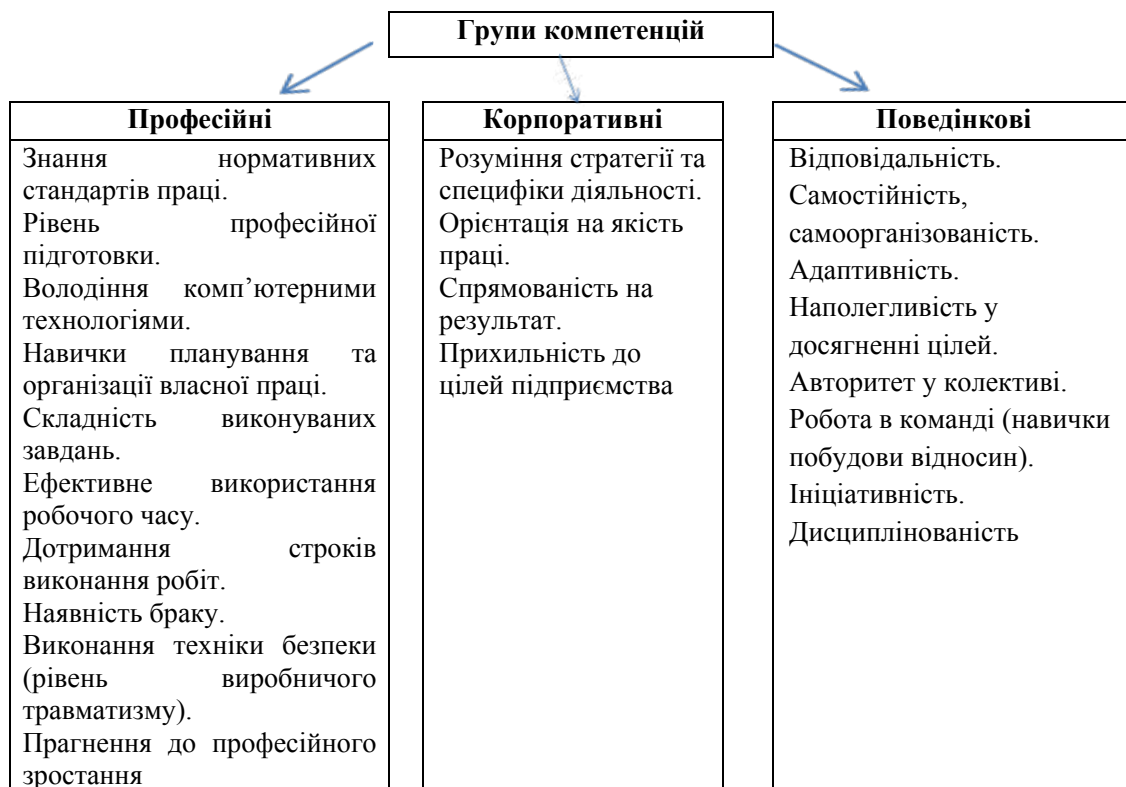 Групи компетенцій
Професійні
Знання нормативних
стандартів праці.
Рівень професійної
підготовки.
Володіння комп’ютерними
технологіями.
Навички планування та
організації власної праці.
Складність виконуваних
завдань.
Ефективне використання
робочого часу.
Дотримання строків
виконання робіт.
Наявність браку.
Виконання техніки безпеки
(рівень виробничого
травматизму).
Прагнення до професійного
зростання
Корпоративні
Розуміння стратегії та
специфіки діяльності.
Орієнтація на якість
праці.
Спрямованість на
результат.
Прихильність до
цілей підприємства
Поведінкові
Відповідальність.
Самостійність,
самоорганізованість.
Адаптивність.
Наполегливість у
досягненні цілей.
Авторитет у колективі.
Робота в команді (навички
побудови відносин).
Ініціативність.
Дисциплінованість